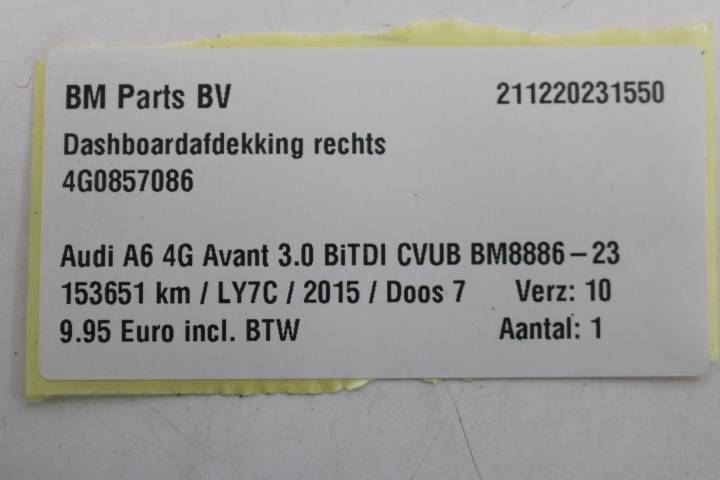 BM Parts BV 211220231550
Dashboardafdekking rechts
4G0857086
Audi A6 4G Avant 3.0 BiTDI CVUB BM8886-23
153651 km / LY7C / 2015 / Doos 7 Verz: 10
9.95 Euro incl. BTW Aantal: 1